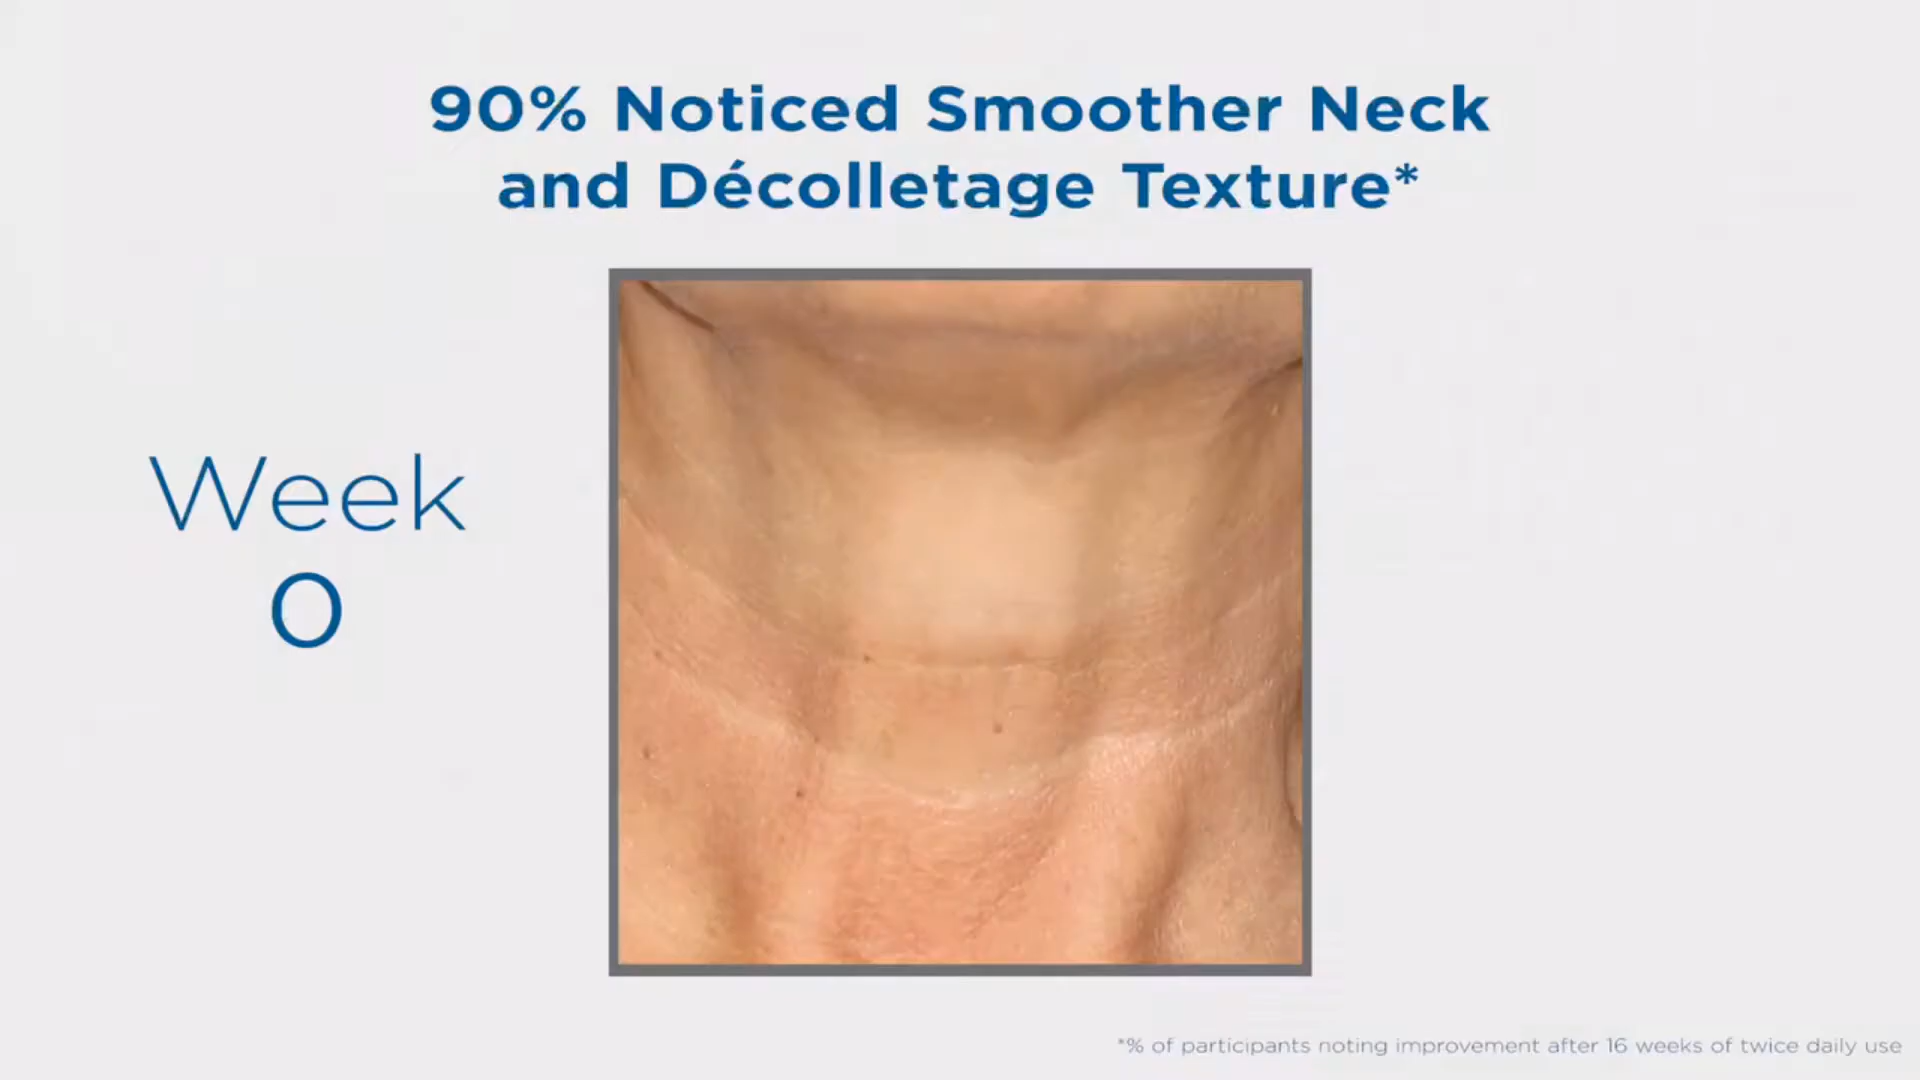 90% Noticed Smoother Neck
and Décolletage Texture*
Week
0
*% of participants noting improvement after 16 weeks of twice daily use